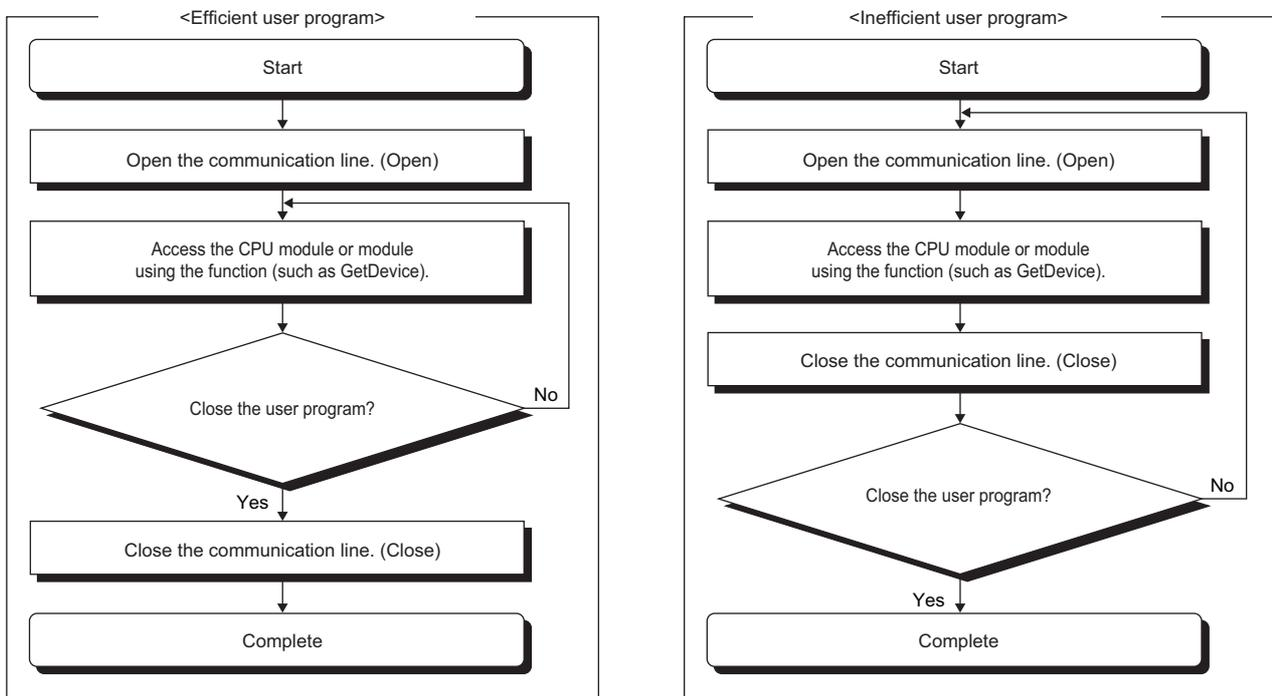 <Efficient user program>
Start
Open the communication line. (Open)
Access the CPU module or module
using the function (such as GetDevice).
Close the user program?
No
Yes
Close the communication line. (Close)
Complete
<Inefficient user program>
Start
Open the communication line. (Open)
Access the CPU module or module
using the function (such as GetDevice).
Close the communication line. (Close)
Close the user program?
No
Yes
Complete